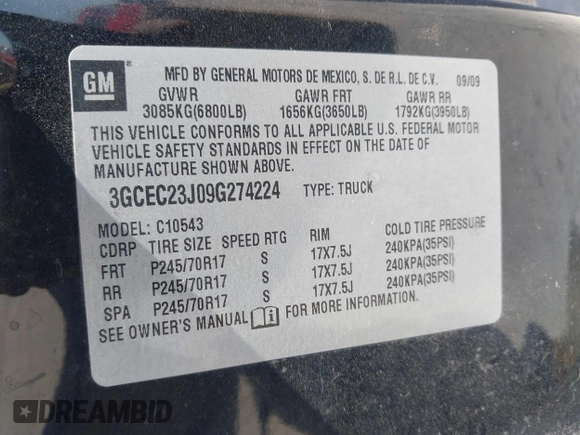 GM
MFD BY GENERAL MOTORS DE MEXICO, S. DE R.L. DE C.V. 09/09
GVWR GAWR FRT GAWR RR
3085KG(6800LB) 1656KG(3650LB) 1792KG(3950LB)
THIS VEHICLE CONFORMS TO ALL APPLICABLE U.S. FEDERAL MOTOR
VEHICLE SAFETY STANDARDS IN EFFECT ON THE DATE OF
MANUFACTURE SHOWN ABOVE.
3GCEC23J09G274224 TYPE: TRUCK
MODEL: C10543
CDRP TIRE SIZE SPEED RTG RIM COLD TIRE PRESSURE
FRT P245/70R17 S 17X7.5J 240KPA(35PSI)
RR P245/70R17 S 17X7.5J 240KPA(35PSI)
SPA P245/70R17 S 17X7.5J 240KPA(35PSI)
SEE OWNER'S MANUAL FOR MORE INFORMATION.
DREAMBID